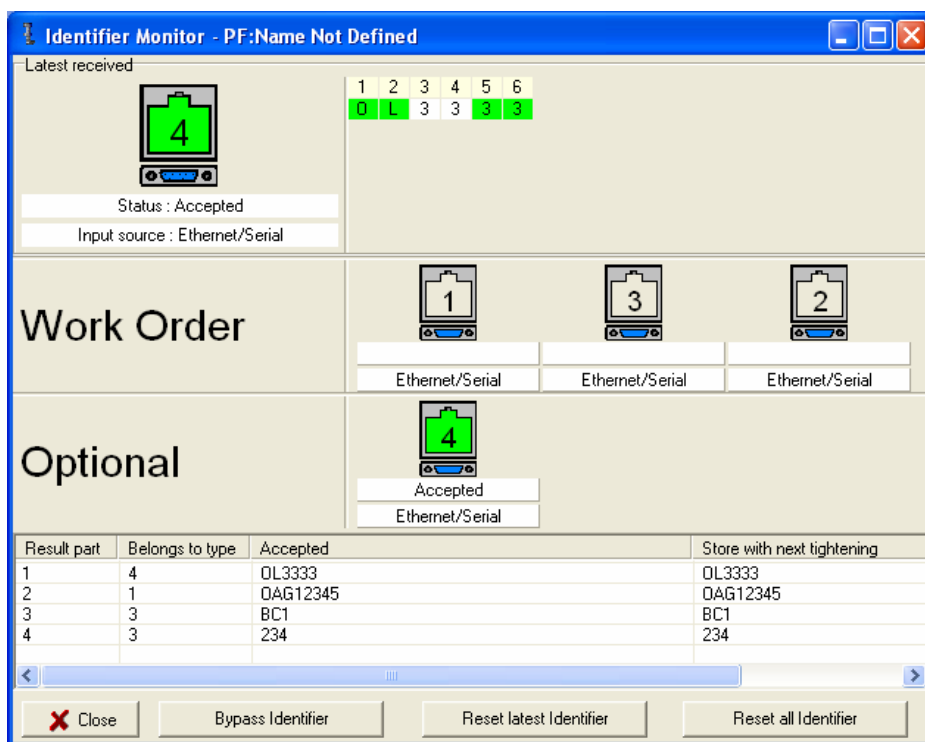 Identifier Monitor - PF:Name Not Defined
Latest received
1 2 3 4 5 6
O L 3 3 3 3
4
Status : Accepted
Input source : Ethernet/Serial
Work Order
1 3 2
Ethernet/Serial Ethernet/Serial Ethernet/Serial
Optional
4
Accepted
Ethernet/Serial
Result part Belongs to type Accepted Store with next tightening
1 4 OL3333 OL3333
2 1 OAG12345 OAG12345
3 3 BC1 BC1
4 3 234 234
Close Bypass Identifier Reset latest Identifier Reset all Identifier